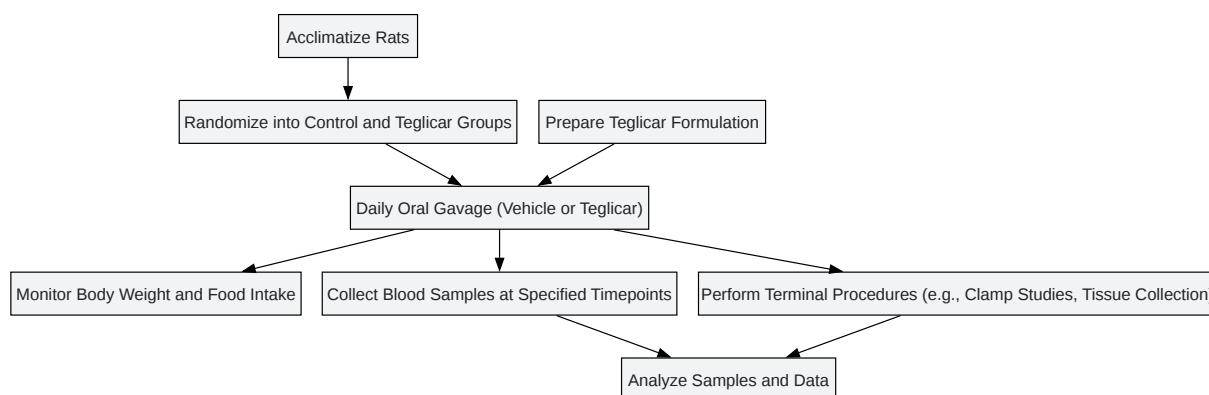 Acclimatize Rats
Randomize into Control and Teglicar Groups
Prepare Teglicar Formulation
Daily Oral Gavage (Vehicle or Teglicar)
Monitor Body Weight and Food Intake
Collect Blood Samples at Specified Timepoints
Perform Terminal Procedures (e.g., Clamp Studies, Tissue Collection)
Analyze Samples and Data